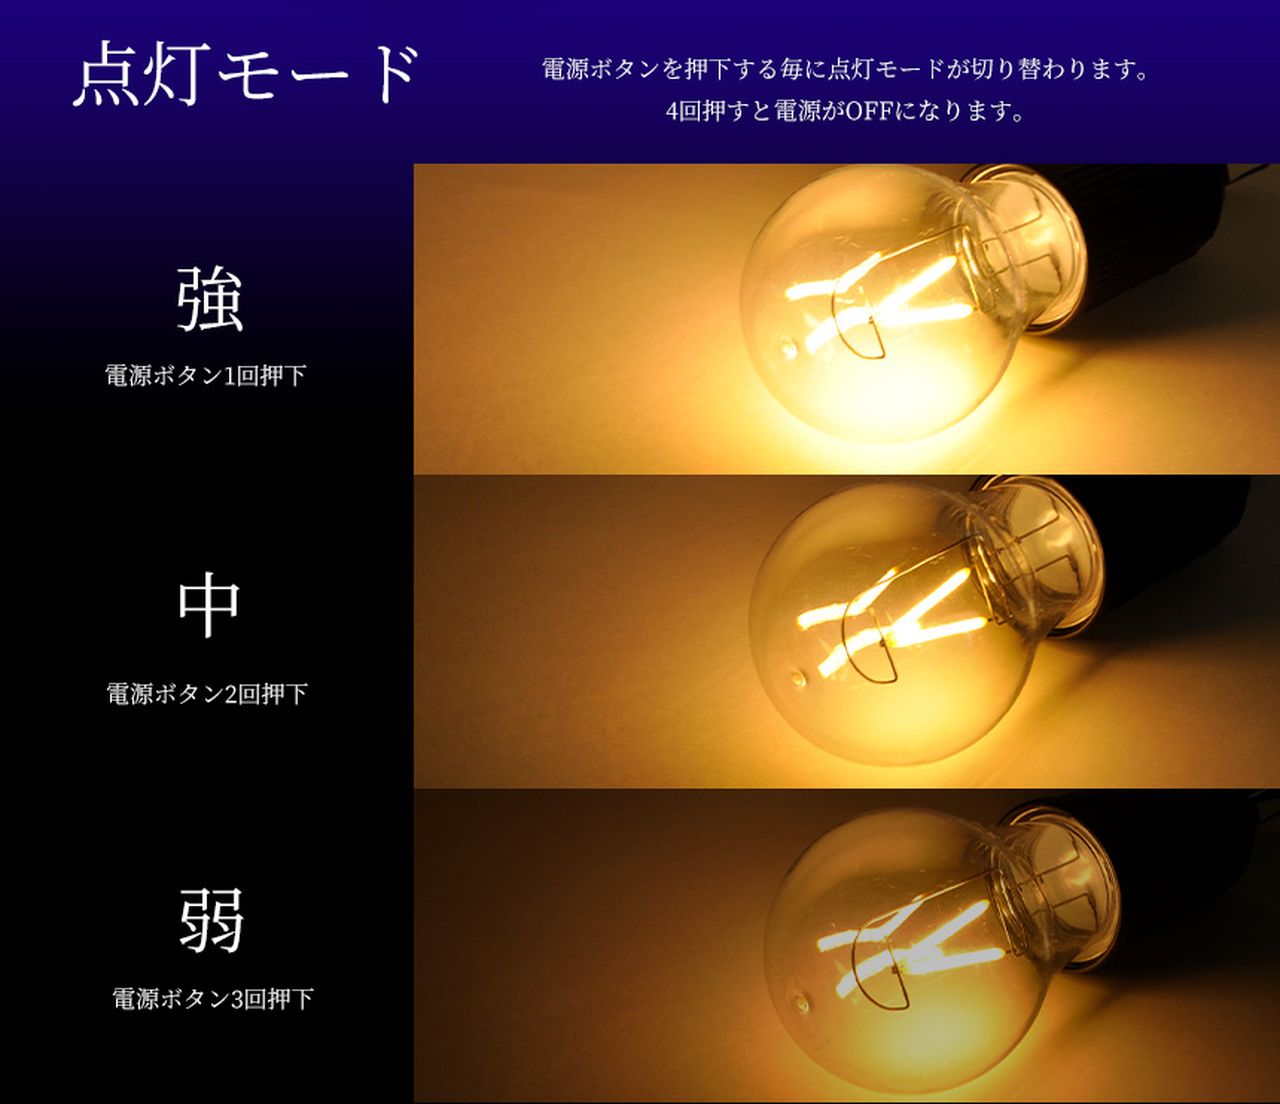 点灯モード
電源ボタンを押下する毎に点灯モードが切り替わります。
4回押すと電源がOFFになります。
強
電源ボタン1回押下
中
電源ボタン2回押下
弱
電源ボタン3回押下